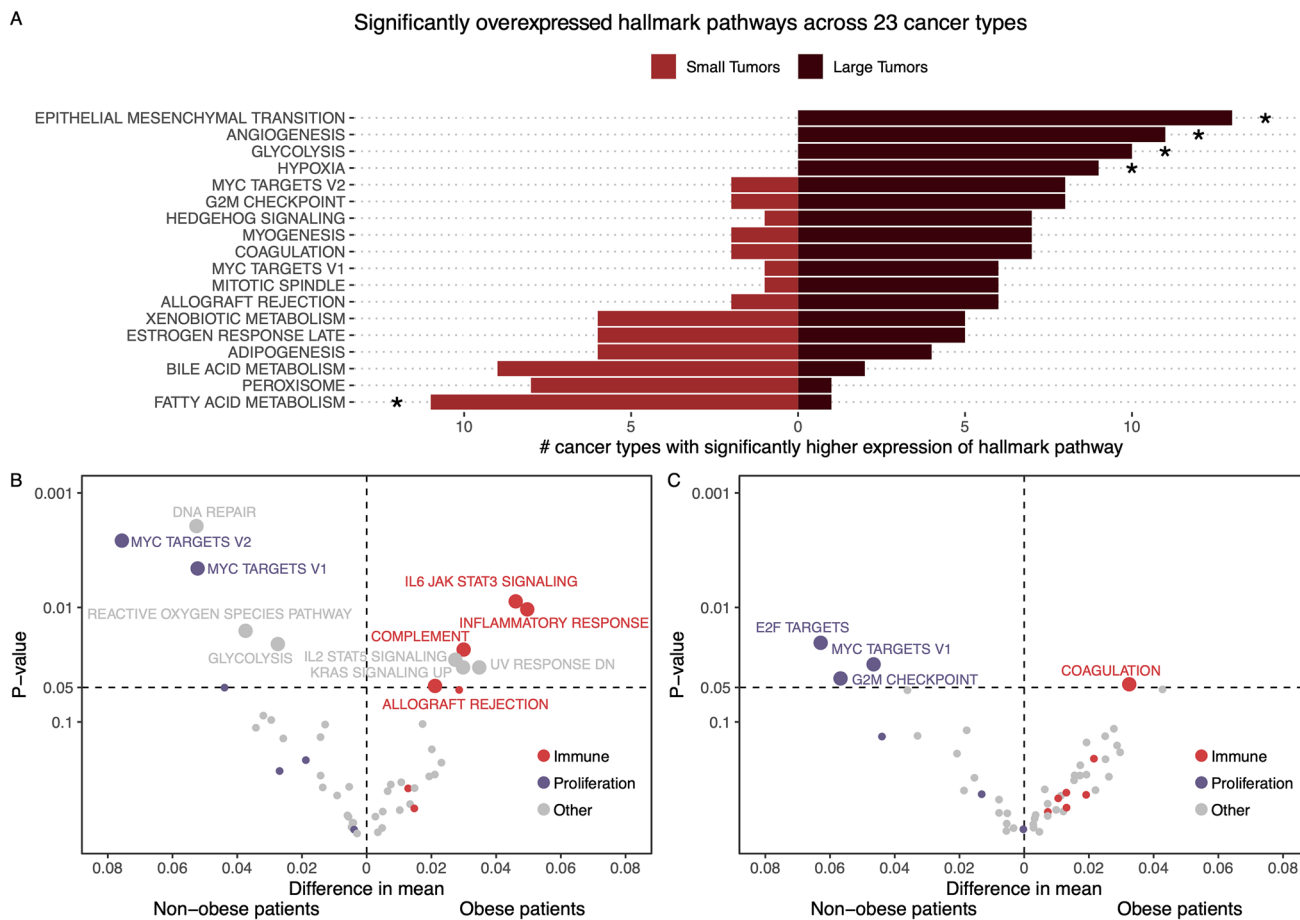 A
Significantly overexpressed hallmark pathways across 23 cancer types
Small Tumors Large Tumors
EPITHELIAL MESENCHYMAL TRANSITION *
ANGIOGENESIS *
GLYCOLYSIS *
HYPOXIA *
MYC TARGETS V2
G2M CHECKPOINT
HEDGEHOG SIGNALING
MYOGENESIS
COAGULATION
MYC TARGETS V1
MITOTIC SPINDLE
ALLOGRAFT REJECTION
XENOBIOTIC METABOLISM
ESTROGEN RESPONSE LATE
ADIPOGENESIS
BILE ACID METABOLISM
PEROXISOME
FATTY ACID METABOLISM *
10 5 0 5 10
# cancer types with significantly higher expression of hallmark pathway
B
P-value
0.001
0.01
0.05
0.1
DNA REPAIR
MYC TARGETS V2
MYC TARGETS V1
IL6 JAK STAT3 SIGNALING
REACTIVE OXYGEN SPECIES PATHWAY
INFLAMMATORY RESPONSE
COMPLEMENT
GLYCOLYSIS
IL2 STAT5 SIGNALING
UV RESPONSE DN
KRAS SIGNALING UP
ALLOGRAFT REJECTION
Immune
Proliferation
Other
0.08 0.06 0.04 0.02 0 0.02 0.04 0.06 0.08
Difference in mean
Non-obese patients Obese patients
C
P-value
0.001
0.01
0.05
0.1
E2F TARGETS
MYC TARGETS V1
G2M CHECKPOINT
COAGULATION
Immune
Proliferation
Other
0.08 0.06 0.04 0.02 0 0.02 0.04 0.06 0.08
Difference in mean
Non-obese patients Obese patients